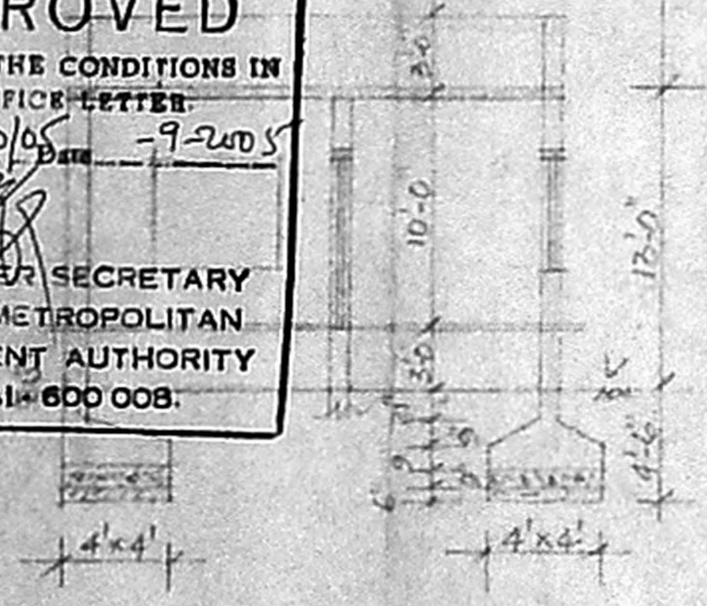 ROVED
THE CONDITIONS IN
FICE LETTER.
Date -9-2005
ER SECRETARY
METROPOLITAN
ENT AUTHORITY
600 008.
3'-0"
10'-0
13'-0"
3'-0
4'-6"
4'x4'
4'x4'